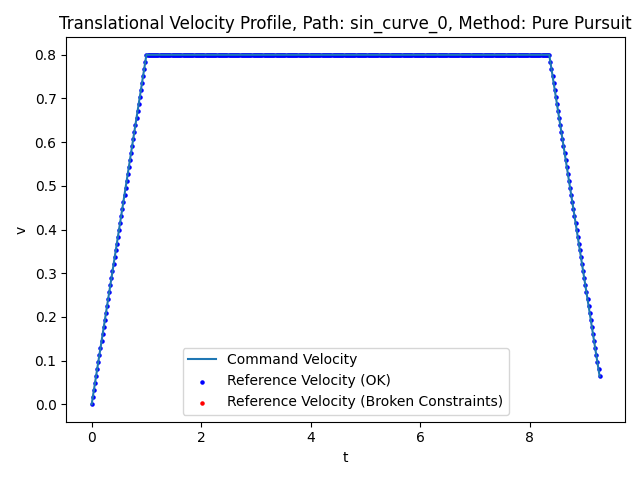 Translational Velocity Profile, Path: sin_curve_0, Method: Pure Pursuit
0.8
0.7
0.6
0.5
0.4
0.3
0.2
0.1
0.0
v
Command Velocity
Reference Velocity (OK)
Reference Velocity (Broken Constraints)
0 2 4 6 8
t